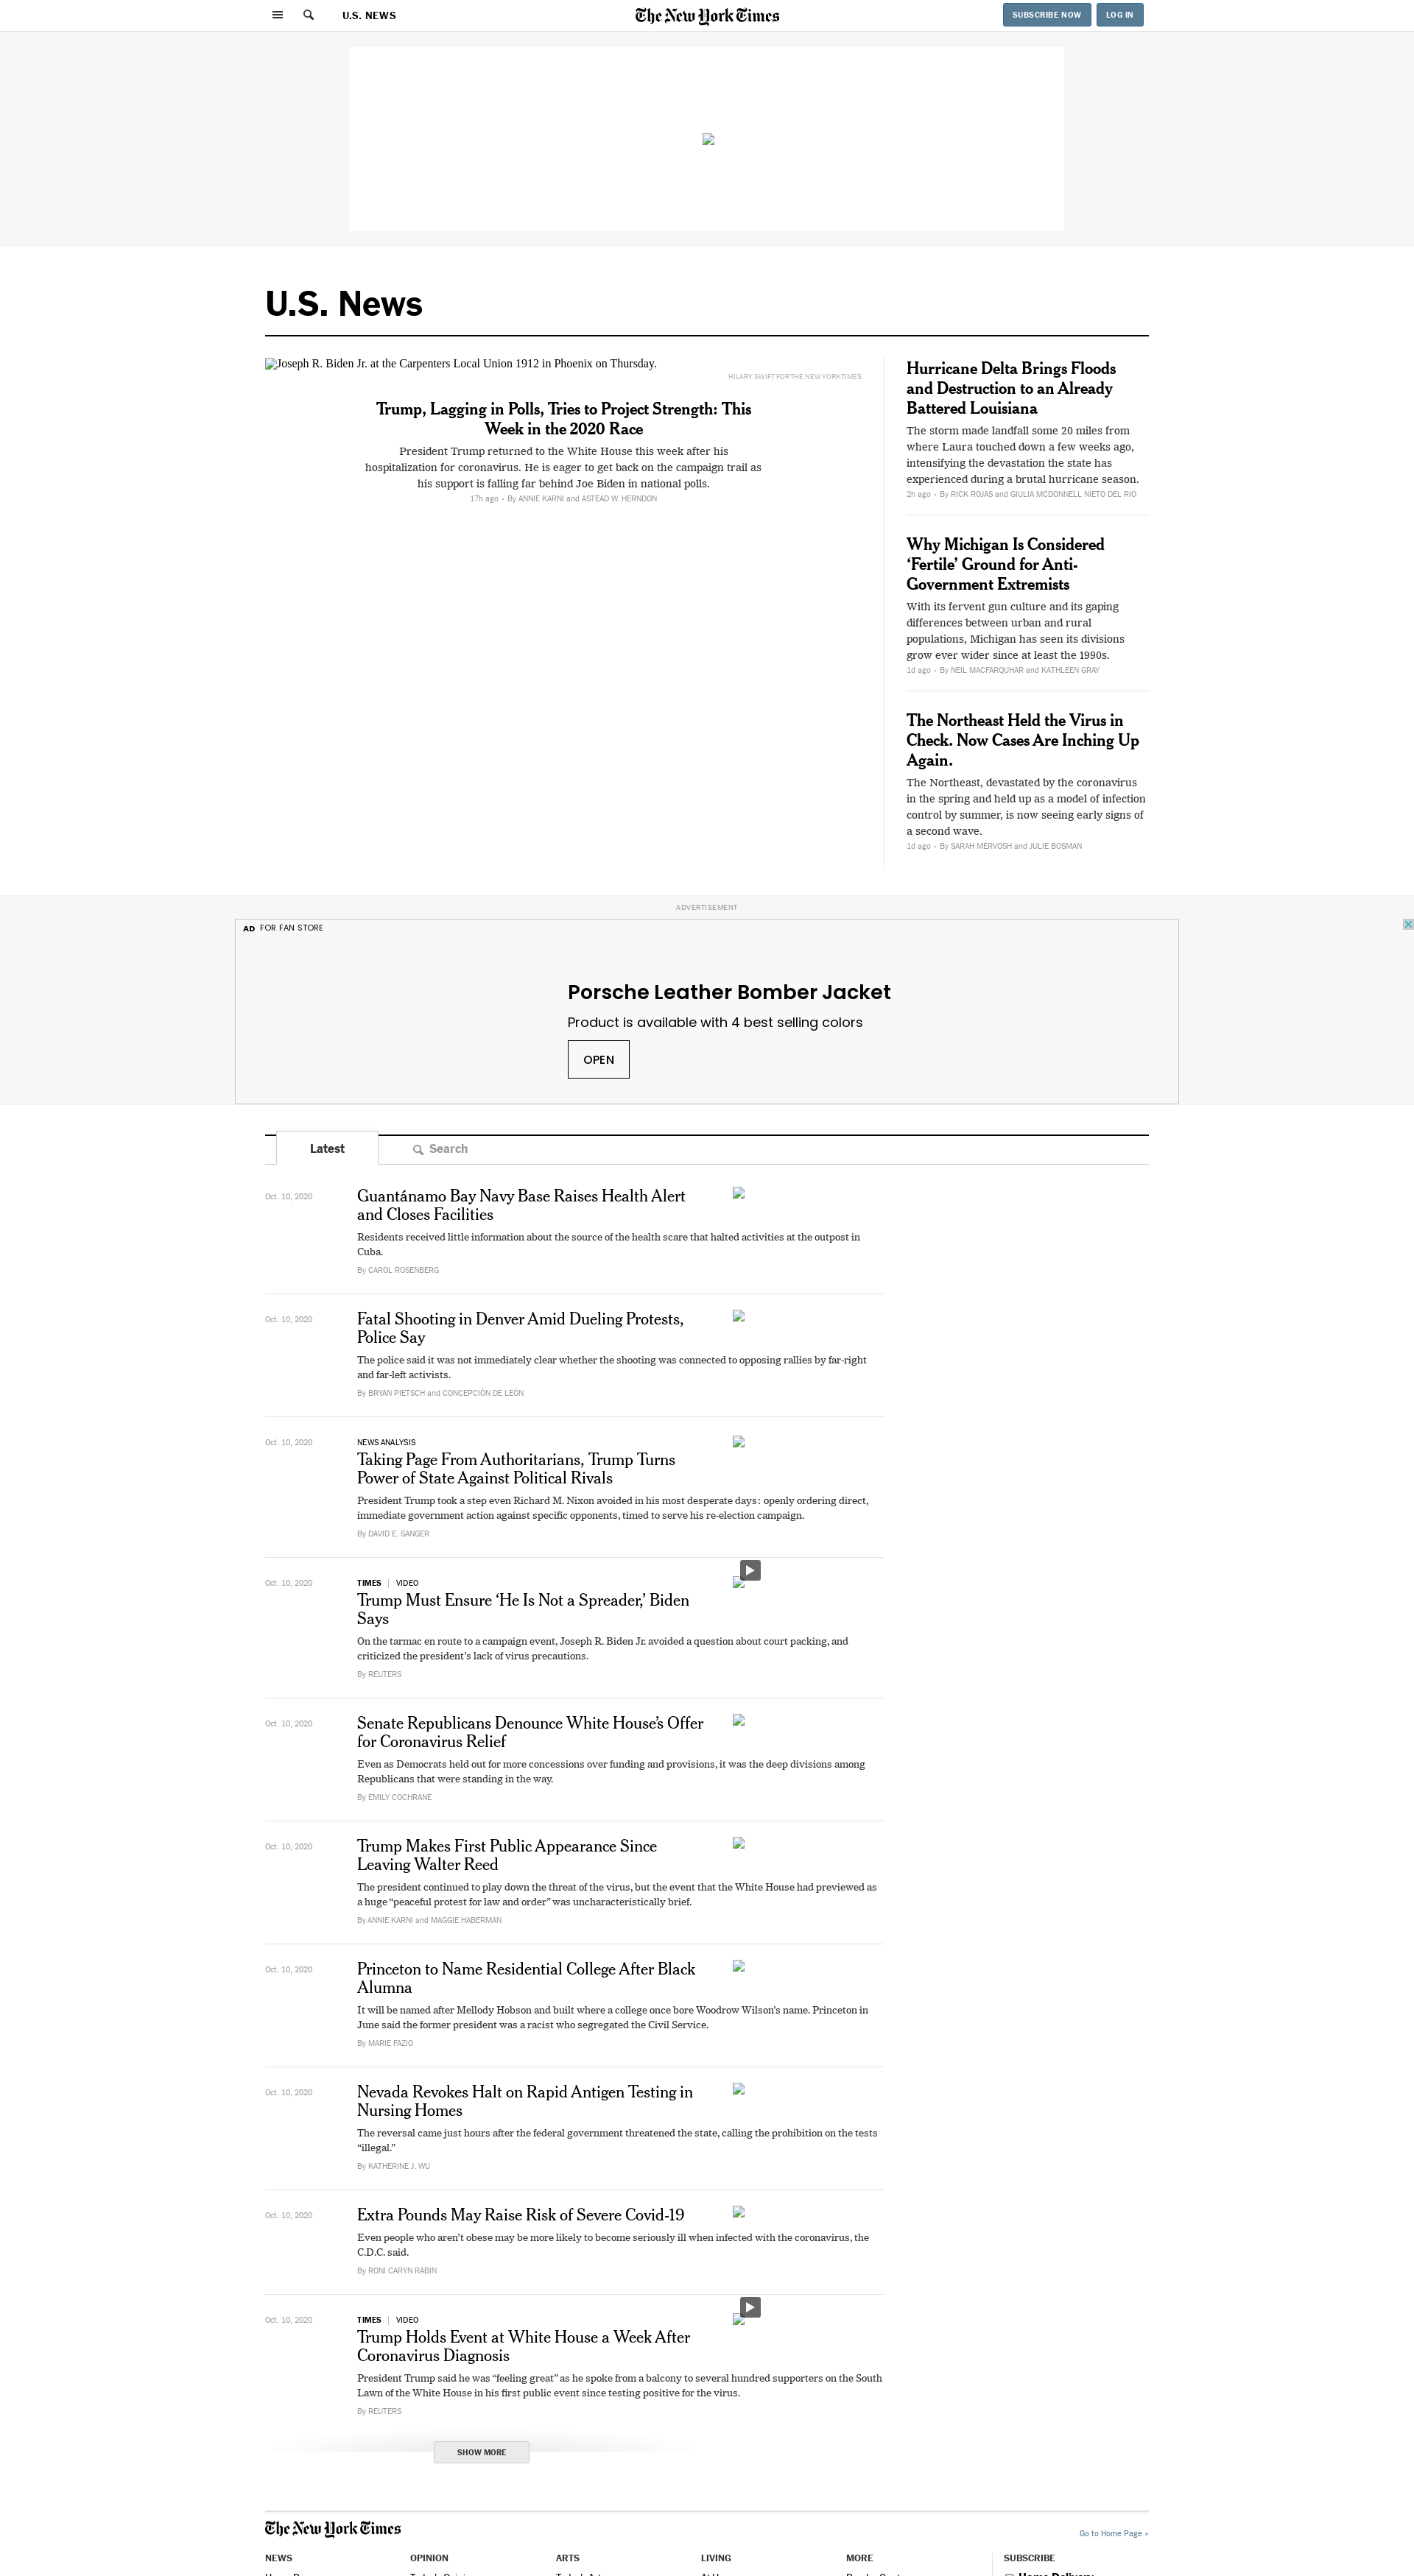 U.S. NEWS
The New York Times
SUBSCRIBE NOW
LOG IN
U.S. News
Joseph R. Biden Jr. at the Carpenters Local Union 1912 in Phoenix on Thursday.
HILARY SWIFT FOR THE NEW YORK TIMES
Trump, Lagging in Polls, Tries to Project Strength: This
Week in the 2020 Race
President Trump returned to the White House this week after his
hospitalization for coronavirus. He is eager to get back on the campaign trail as
his support is falling far behind Joe Biden in national polls.
17h ago • By ANNIE KARNI and ASTEAD W. HERNDON
Hurricane Delta Brings Floods
and Destruction to an Already
Battered Louisiana
The storm made landfall some 20 miles from
where Laura touched down a few weeks ago,
intensifying the devastation the state has
experienced during a brutal hurricane season.
2h ago • By RICK ROJAS and GIULIA MCDONNELL NIETO DEL RIO
Why Michigan Is Considered
‘Fertile’ Ground for Anti-
Government Extremists
With its fervent gun culture and its gaping
differences between urban and rural
populations, Michigan has seen its divisions
grow ever wider since at least the 1990s.
1d ago • By NEIL MACFARQUHAR and KATHLEEN GRAY
The Northeast Held the Virus in
Check. Now Cases Are Inching Up
Again.
The Northeast, devastated by the coronavirus
in the spring and held up as a model of infection
control by summer, is now seeing early signs of
a second wave.
1d ago • By SARAH MERVOSH and JULIE BOSMAN
ADVERTISEMENT
AD FOR FAN STORE
Porsche Leather Bomber Jacket
Product is available with 4 best selling colors
OPEN
Latest
Search
Oct. 10, 2020
Guantánamo Bay Navy Base Raises Health Alert
and Closes Facilities
Residents received little information about the source of the health scare that halted activities at the outpost in
Cuba.
By CAROL ROSENBERG
Oct. 10, 2020
Fatal Shooting in Denver Amid Dueling Protests,
Police Say
The police said it was not immediately clear whether the shooting was connected to opposing rallies by far-right
and far-left activists.
By BRYAN PIETSCH and CONCEPCIÓN DE LEÓN
Oct. 10, 2020
NEWS ANALYSIS
Taking Page From Authoritarians, Trump Turns
Power of State Against Political Rivals
President Trump took a step even Richard M. Nixon avoided in his most desperate days: openly ordering direct,
immediate government action against specific opponents, timed to serve his re-election campaign.
By DAVID E. SANGER
Oct. 10, 2020
TIMES | VIDEO
Trump Must Ensure ‘He Is Not a Spreader,’ Biden
Says
On the tarmac en route to a campaign event, Joseph R. Biden Jr. avoided a question about court packing, and
criticized the president’s lack of virus precautions.
By REUTERS
Oct. 10, 2020
Senate Republicans Denounce White House’s Offer
for Coronavirus Relief
Even as Democrats held out for more concessions over funding and provisions, it was the deep divisions among
Republicans that were standing in the way.
By EMILY COCHRANE
Oct. 10, 2020
Trump Makes First Public Appearance Since
Leaving Walter Reed
The president continued to play down the threat of the virus, but the event that the White House had previewed as
a huge “peaceful protest for law and order” was uncharacteristically brief.
By ANNIE KARNI and MAGGIE HABERMAN
Oct. 10, 2020
Princeton to Name Residential College After Black
Alumna
It will be named after Mellody Hobson and built where a college once bore Woodrow Wilson’s name. Princeton in
June said the former president was a racist who segregated the Civil Service.
By MARIE FAZIO
Oct. 10, 2020
Nevada Revokes Halt on Rapid Antigen Testing in
Nursing Homes
The reversal came just hours after the federal government threatened the state, calling the prohibition on the tests
“illegal.”
By KATHERINE J. WU
Oct. 10, 2020
Extra Pounds May Raise Risk of Severe Covid-19
Even people who aren’t obese may be more likely to become seriously ill when infected with the coronavirus, the
C.D.C. said.
By RONI CARYN RABIN
Oct. 10, 2020
TIMES | VIDEO
Trump Holds Event at White House a Week After
Coronavirus Diagnosis
President Trump said he was “feeling great” as he spoke from a balcony to several hundred supporters on the South
Lawn of the White House in his first public event since testing positive for the virus.
By REUTERS
SHOW MORE
The New York Times
Go to Home Page »
NEWS
OPINION
ARTS
LIVING
MORE
SUBSCRIBE